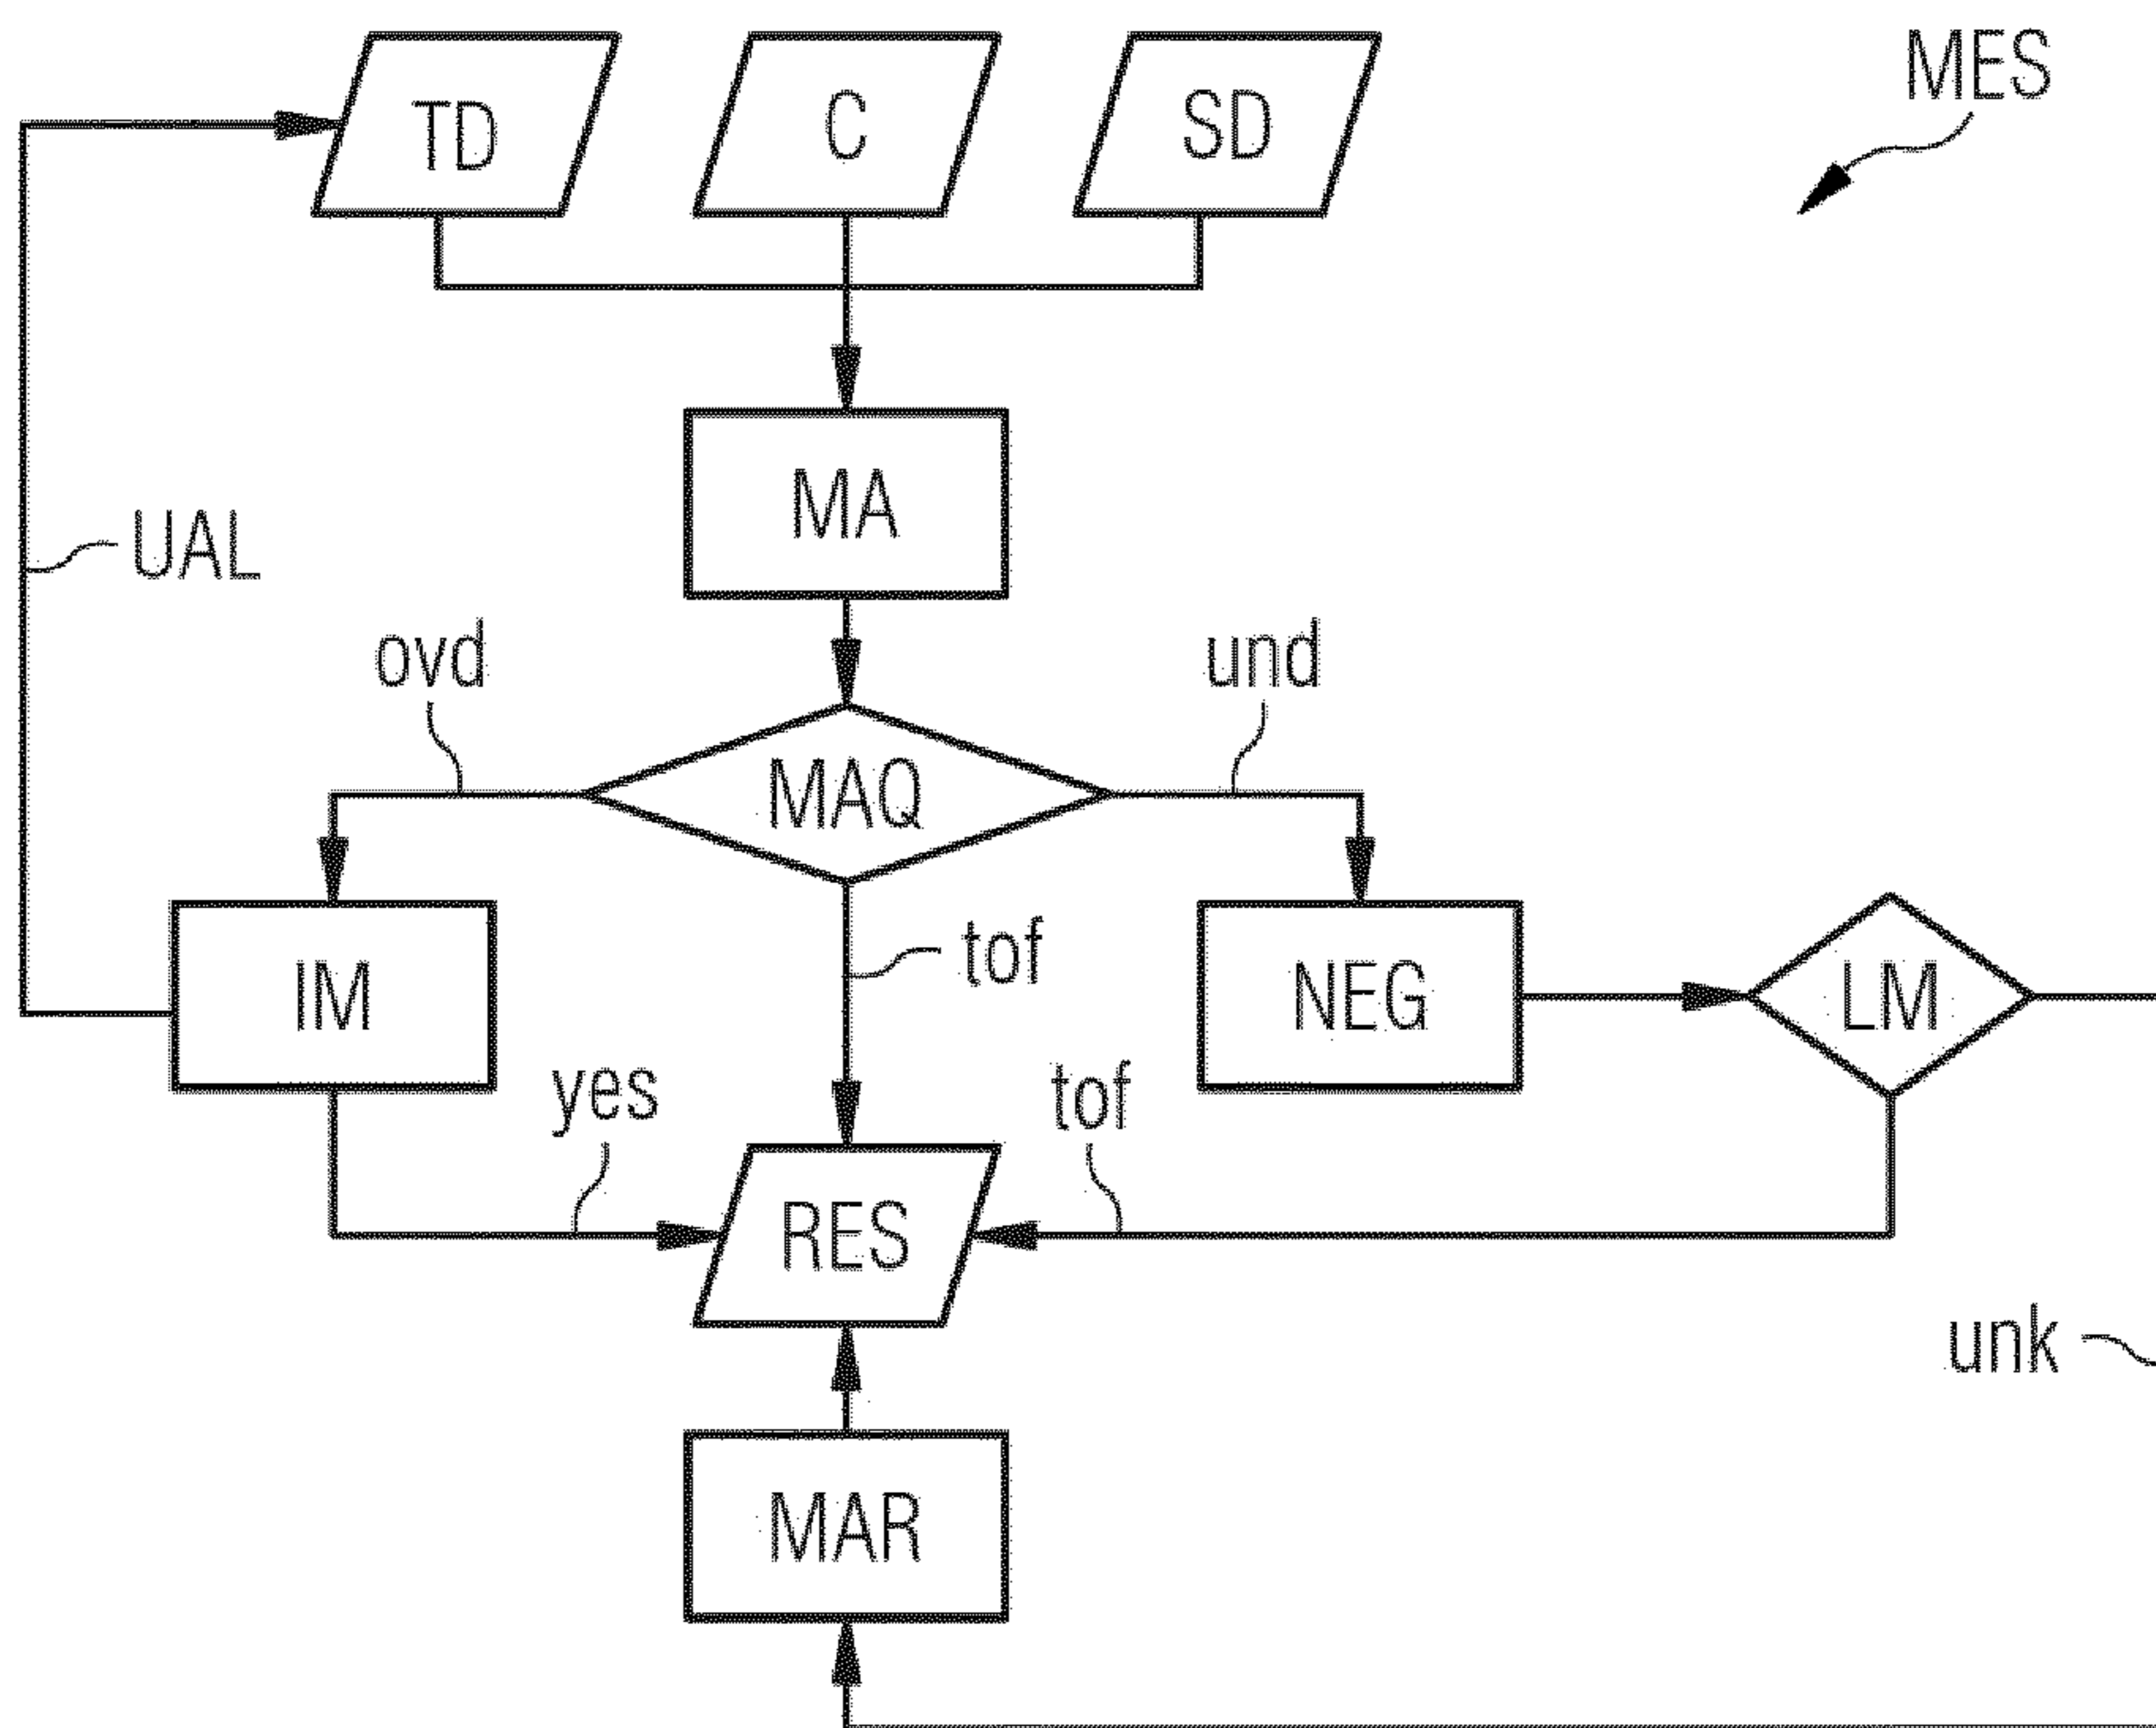 MES
TD
C
SD
MA
UAL
ovd
und
MAQ
tof
IM
NEG
LM
yes
tof
RES
unk
MAR